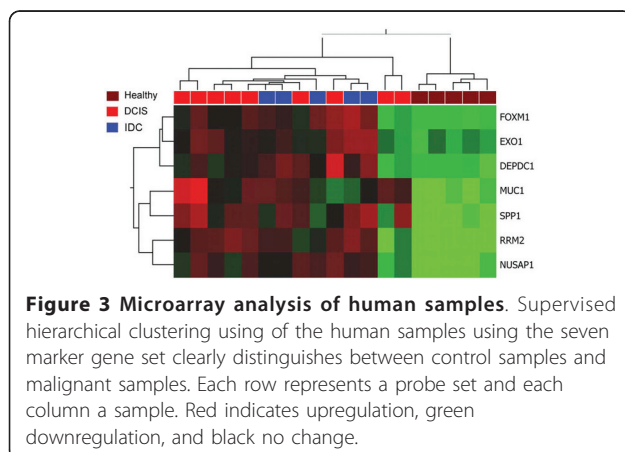 Healthy
DCIS
IDC
FOXM1
EXO1
DEPDC1
MUC1
SPP1
RRM2
NUSAP1
Figure 3 Microarray analysis of human samples. Supervised
hierarchical clustering using of the human samples using the seven
marker gene set clearly distinguishes between control samples and
malignant samples. Each row represents a probe set and each
column a sample. Red indicates upregulation, green
downregulation, and black no change.